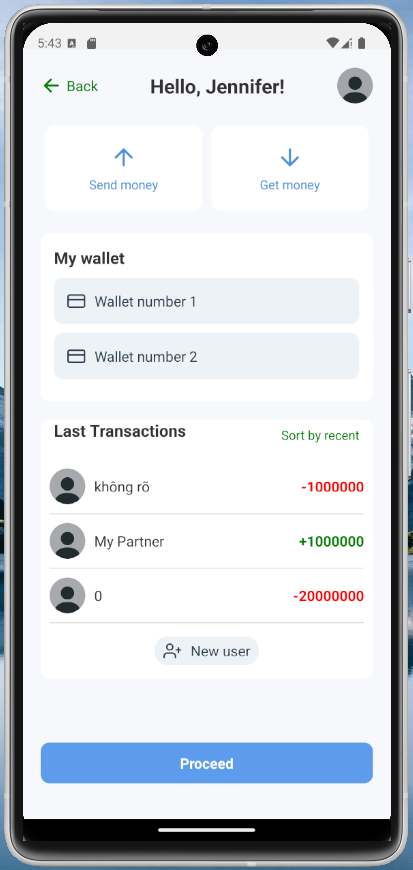 5:43
Back
Hello, Jennifer!
Send money
Get money
My wallet
Wallet number 1
Wallet number 2
Last Transactions
Sort by recent
không rõ
-1000000
My Partner
+1000000
0
-20000000
New user
Proceed